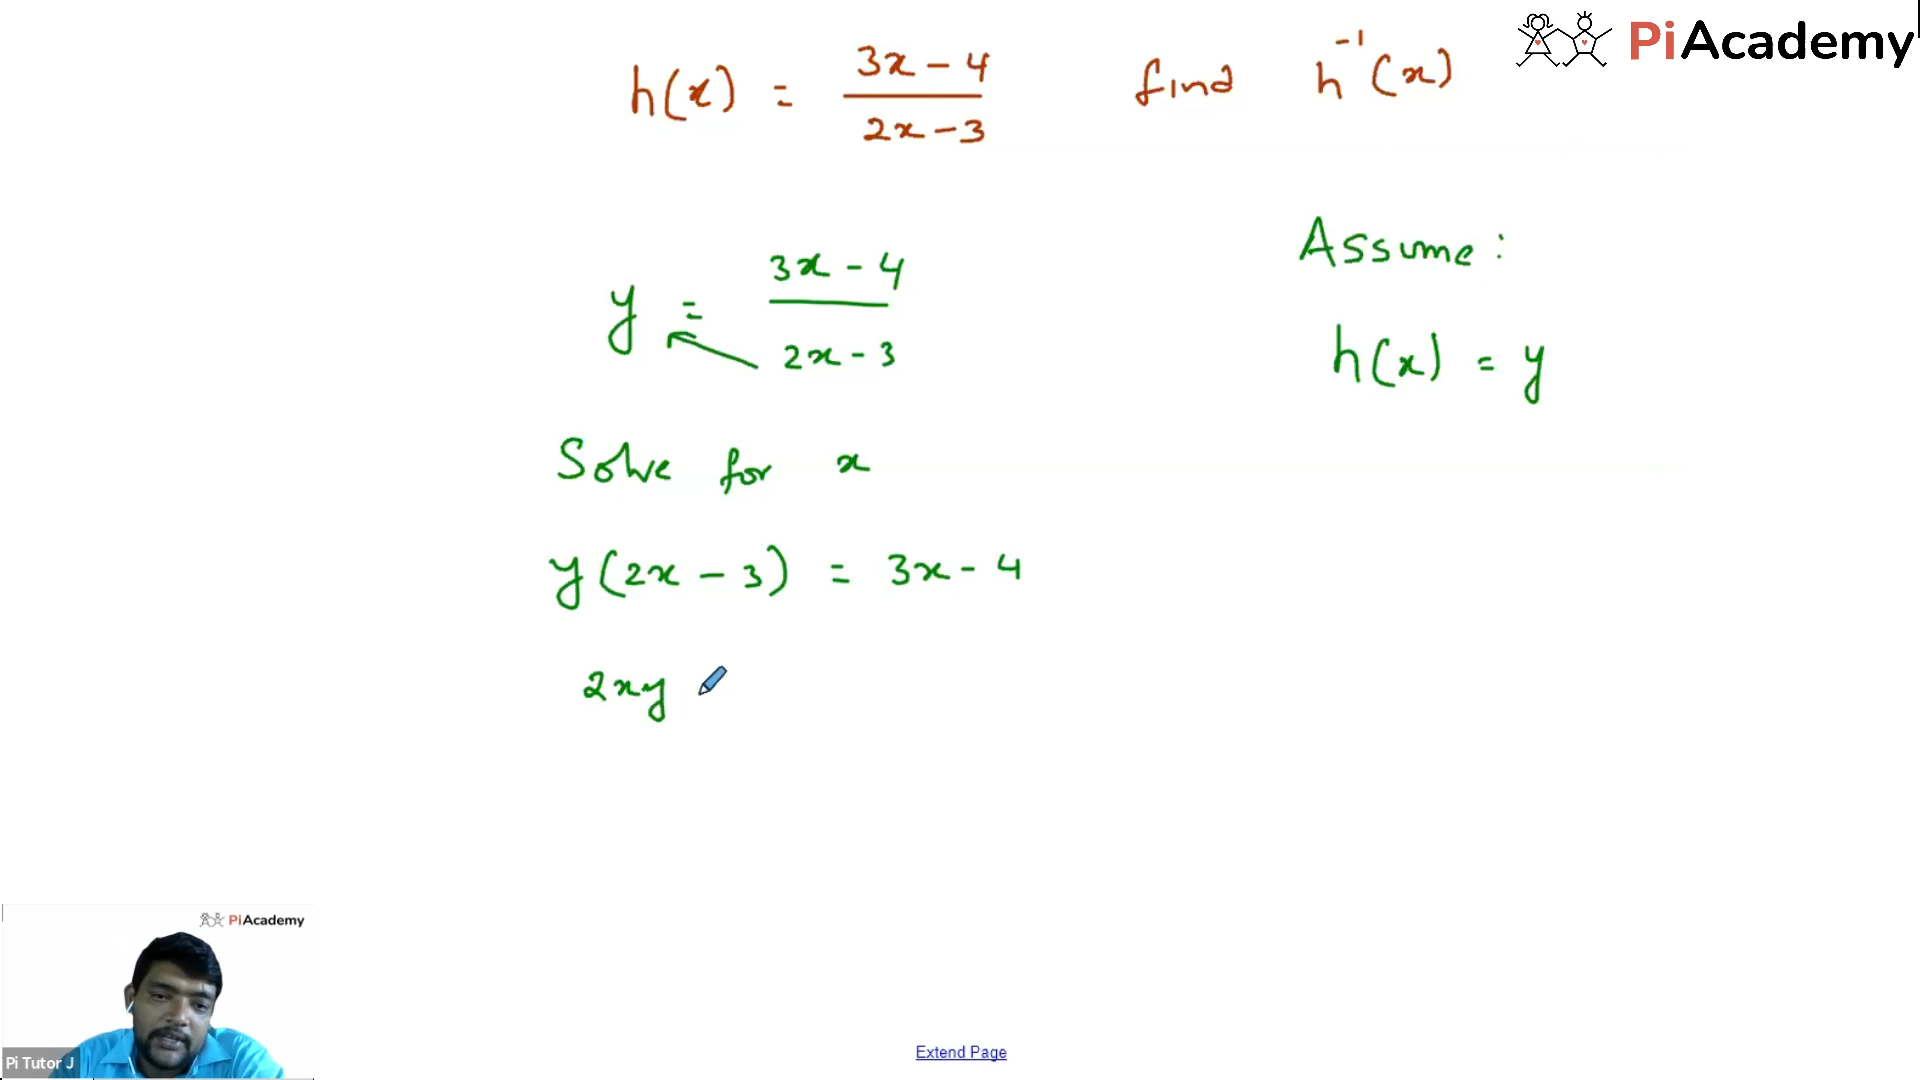 PiAcademy
h(x) = (3x - 4)/(2x - 3) find h⁻¹(x)
Assume :
y = (3x - 4)/(2x - 3)
h(x) = y
Solve for x
y(2x - 3) = 3x - 4
2xy
PiAcademy
Pi Tutor J
Extend Page